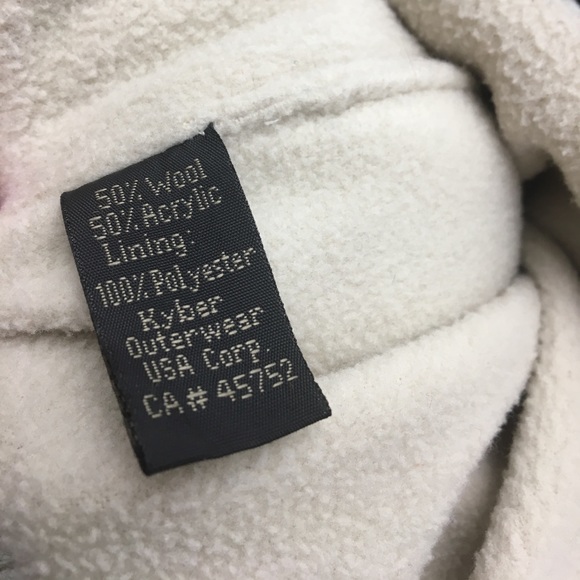 50% Wool
50% Acrylic
Lining:
100% Polyester
Kyber
Outerwear
USA Corp.
CA# 45752